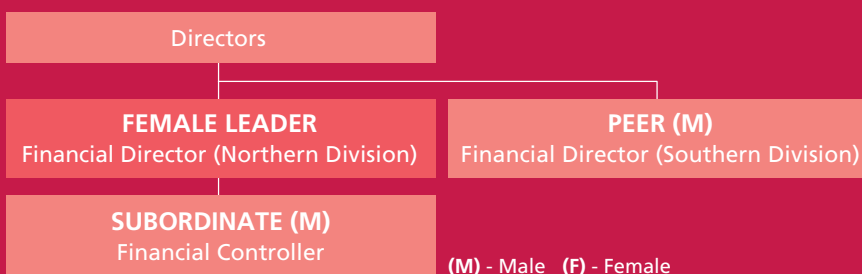 Directors
FEMALE LEADER
Financial Director (Northern Division)
PEER (M)
Financial Director (Southern Division)
SUBORDINATE (M)
Financial Controller
(M) - Male (F) - Female